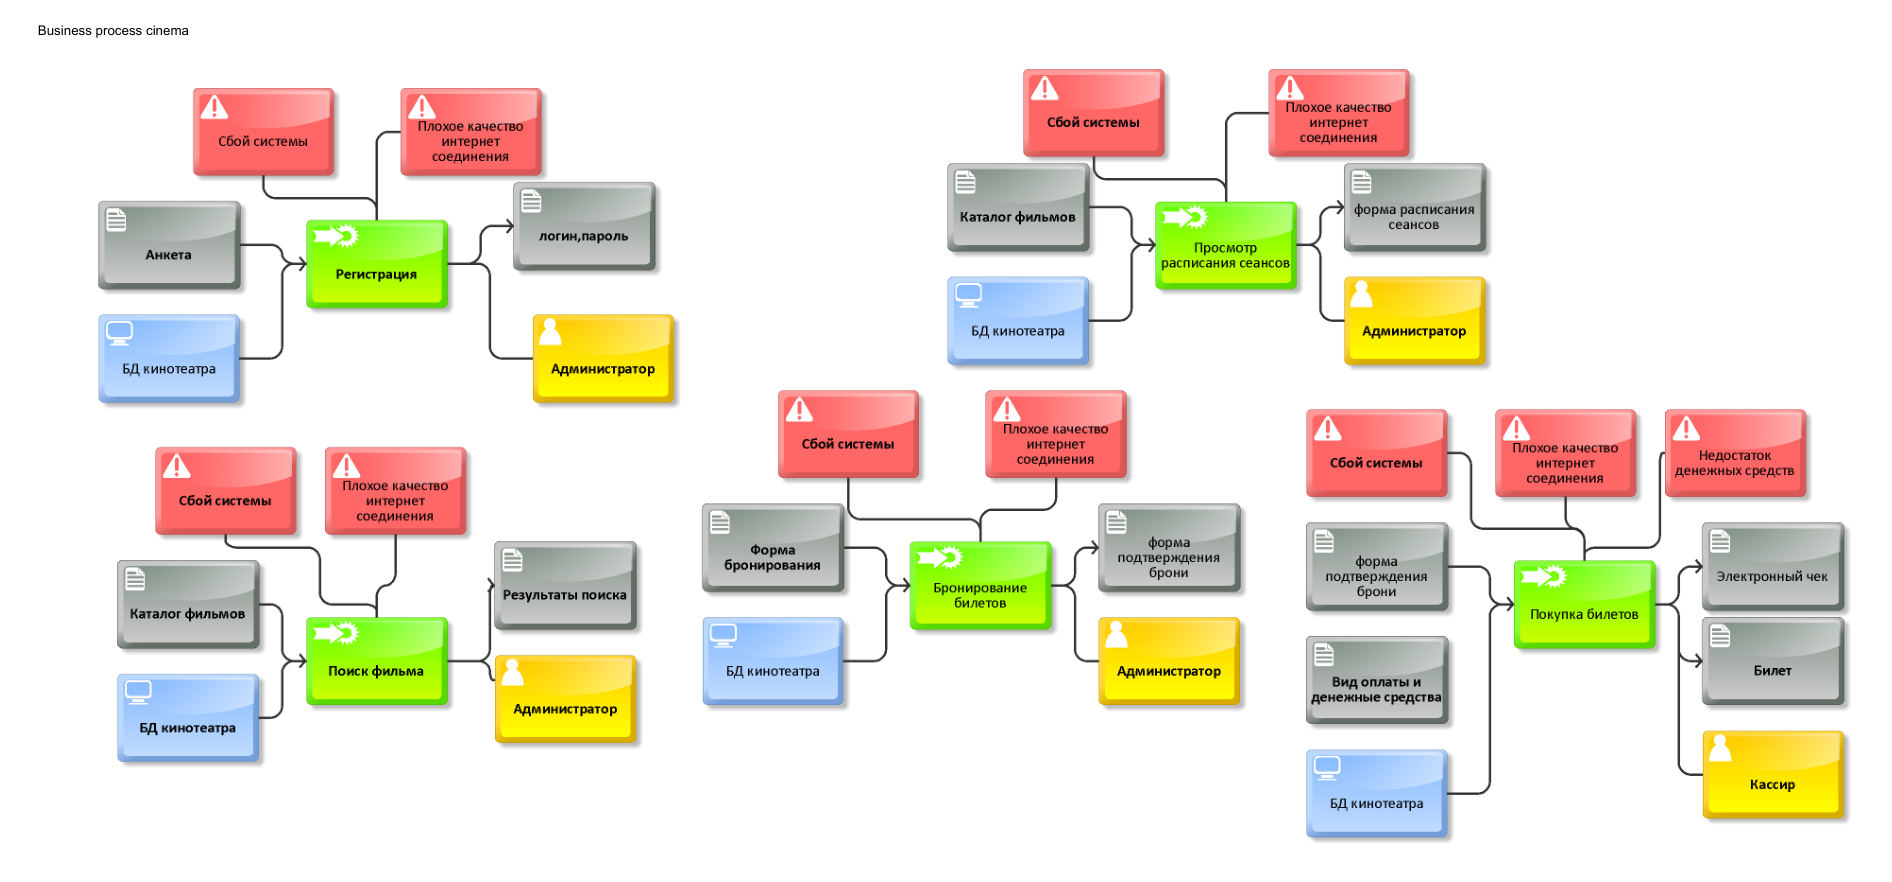 Business process cinema
Сбой системы
Плохое качество
интернет
соединения
Анкета
логин,пароль
Регистрация
БД кинотеатра
Администратор
Сбой системы
Плохое качество
интернет
соединения
Каталог фильмов
форма расписания
сеансов
Просмотр
расписания сеансов
БД кинотеатра
Администратор
Сбой системы
Плохое качество
интернет
соединения
Каталог фильмов
Результаты поиска
Поиск фильма
БД кинотеатра
Администратор
Сбой системы
Плохое качество
интернет
соединения
Форма
бронирования
форма
подтверждения
брони
Бронирование
билетов
БД кинотеатра
Администратор
Сбой системы
Плохое качество
интернет
соединения
Недостаток
денежных средств
форма
подтверждения
брони
Электронный чек
Покупка билетов
Вид оплаты и
денежные средства
Билет
БД кинотеатра
Кассир